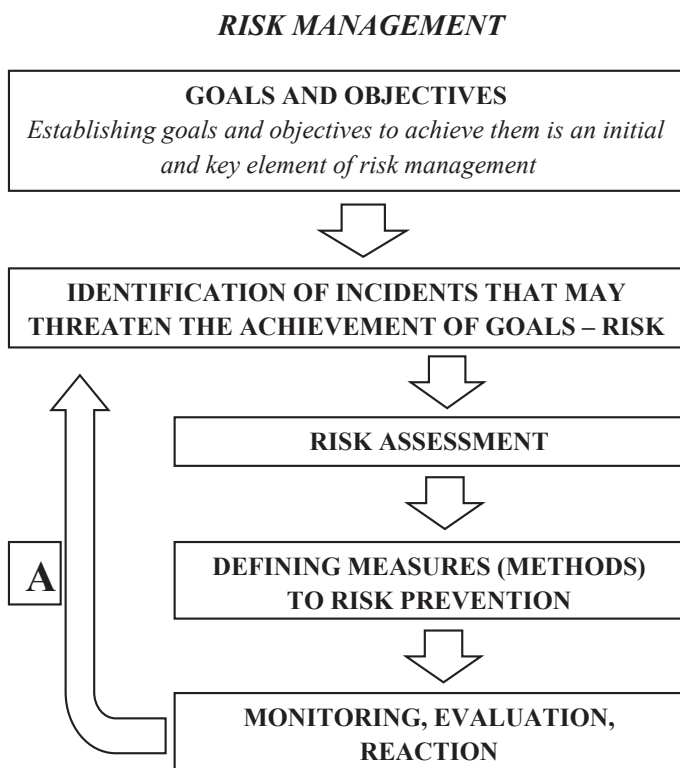 RISK MANAGEMENT
GOALS AND OBJECTIVES
Establishing goals and objectives to achieve them is an initial
and key element of risk management
IDENTIFICATION OF INCIDENTS THAT MAY
THREATEN THE ACHIEVEMENT OF GOALS – RISK
RISK ASSESSMENT
A
DEFINING MEASURES (METHODS)
TO RISK PREVENTION
MONITORING, EVALUATION,
REACTION